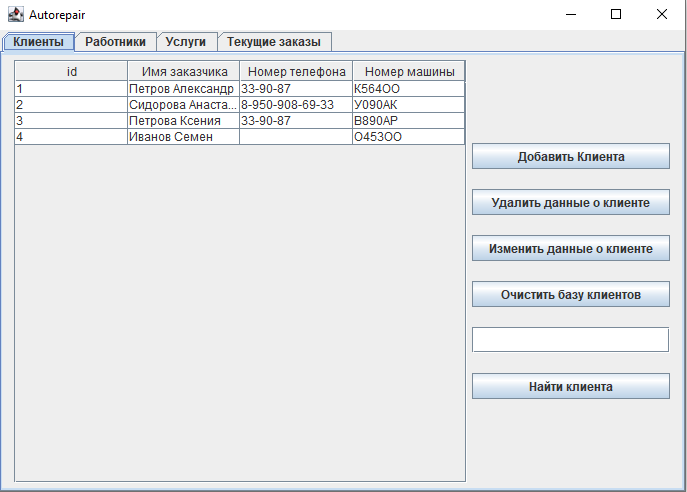 Autorepair
Клиенты Работники Услуги Текущие заказы
id Имя заказчика Номер телефона Номер машины
1 Петров Александр 33-90-87 К564ОО
2 Сидорова Анаста... 8-950-908-69-33 У090АК
3 Петрова Ксения 33-90-87 В890АР
4 Иванов Семен О453ОО
Добавить Клиента
Удалить данные о клиенте
Изменить данные о клиенте
Очистить базу клиентов
Найти клиента